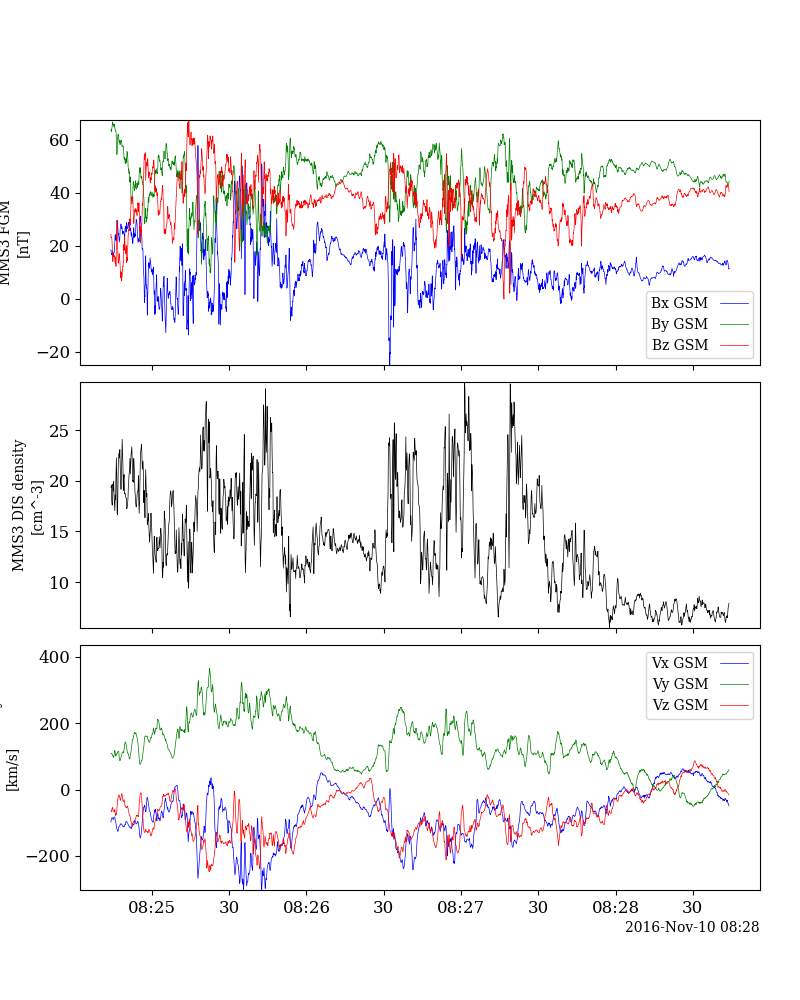 60
40
20
0
−20
MMS3 FGM
[nT]
Bx GSM
By GSM
Bz GSM
25
20
15
10
MMS3 DIS density
[cm^-3]
400
200
0
−200
[km/s]
Vx GSM
Vy GSM
Vz GSM
08:25
30
08:26
30
08:27
30
08:28
30
2016-Nov-10 08:28